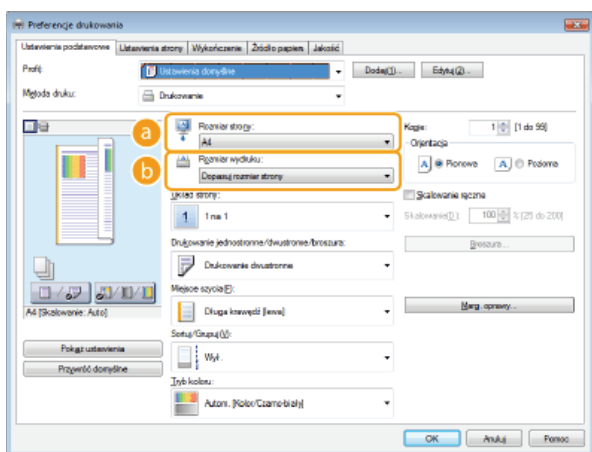 Preferencje drukowania
Ustawienia podstawowe Ustawienia strony Wykończenie Źródło papieru Jakość
Profil: Ustawienia domyślne Dodaj(1)... Edytuj(2)...
Metoda druku: Drukowanie
a Rozmiar strony:
A4
b Rozmiar wydruku:
Dopasuj rozmiar strony
Kopie: 1 [1 do 99]
Orientacja
A Pionowa A Pozioma
Układ strony:
1 1 na 1
Skalowanie ręczne
Skalowanie(D): 100 % [25 do 200]
Drukowanie jednostronne/dwustronne/broszura:
Drukowanie dwustronne
Broszura...
Miejsce szycia(F):
Długa krawędź [lewa]
Marg. oprawy...
A4 [Skalowanie: Auto]
Sortuj/Grupuj(V):
Wył.
Pokaż ustawienia
Przywróć domyślne
Tryb koloru:
Autom. [Kolor/Czarno-biały]
OK Anuluj Pomoc